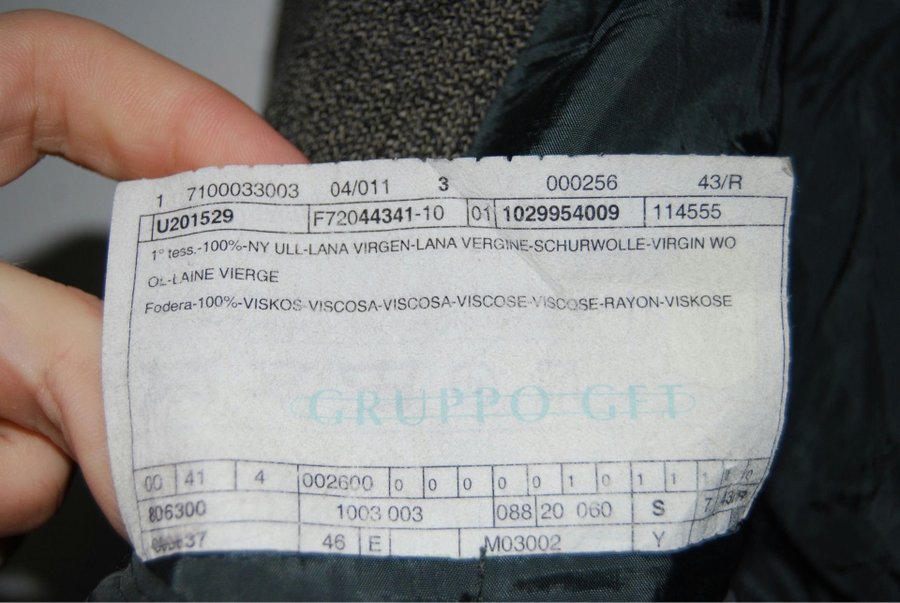 1 7100033003 04/011 3 000256 43/R
U201529 F72044341-10 01 1029954009 114555
1° tess.-100%-NY ULL-LANA VIRGEN-LANA VERGINE-SCHURWOLLE-VIRGIN WO
OL-LAINE VIERGE
Fodera-100%-VISKOS-VISCOSA-VISCOSA-VISCOSE-VISCOSE-RAYON-VISKOSE
GRUPPO GFT
00 41 4 002600 0 0 0 0 0 1 0 1 1
806300 1003 003 088 20 060 S 7
46 E M03002 Y